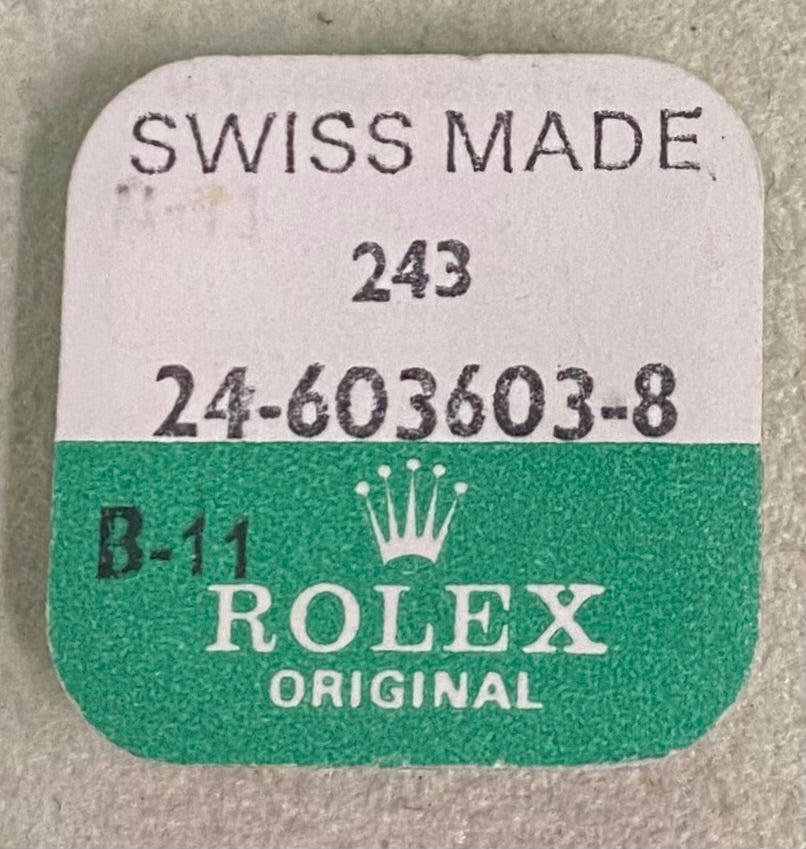 SWISS MADE
243
24-603603-8
B-11
ROLEX
ORIGINAL